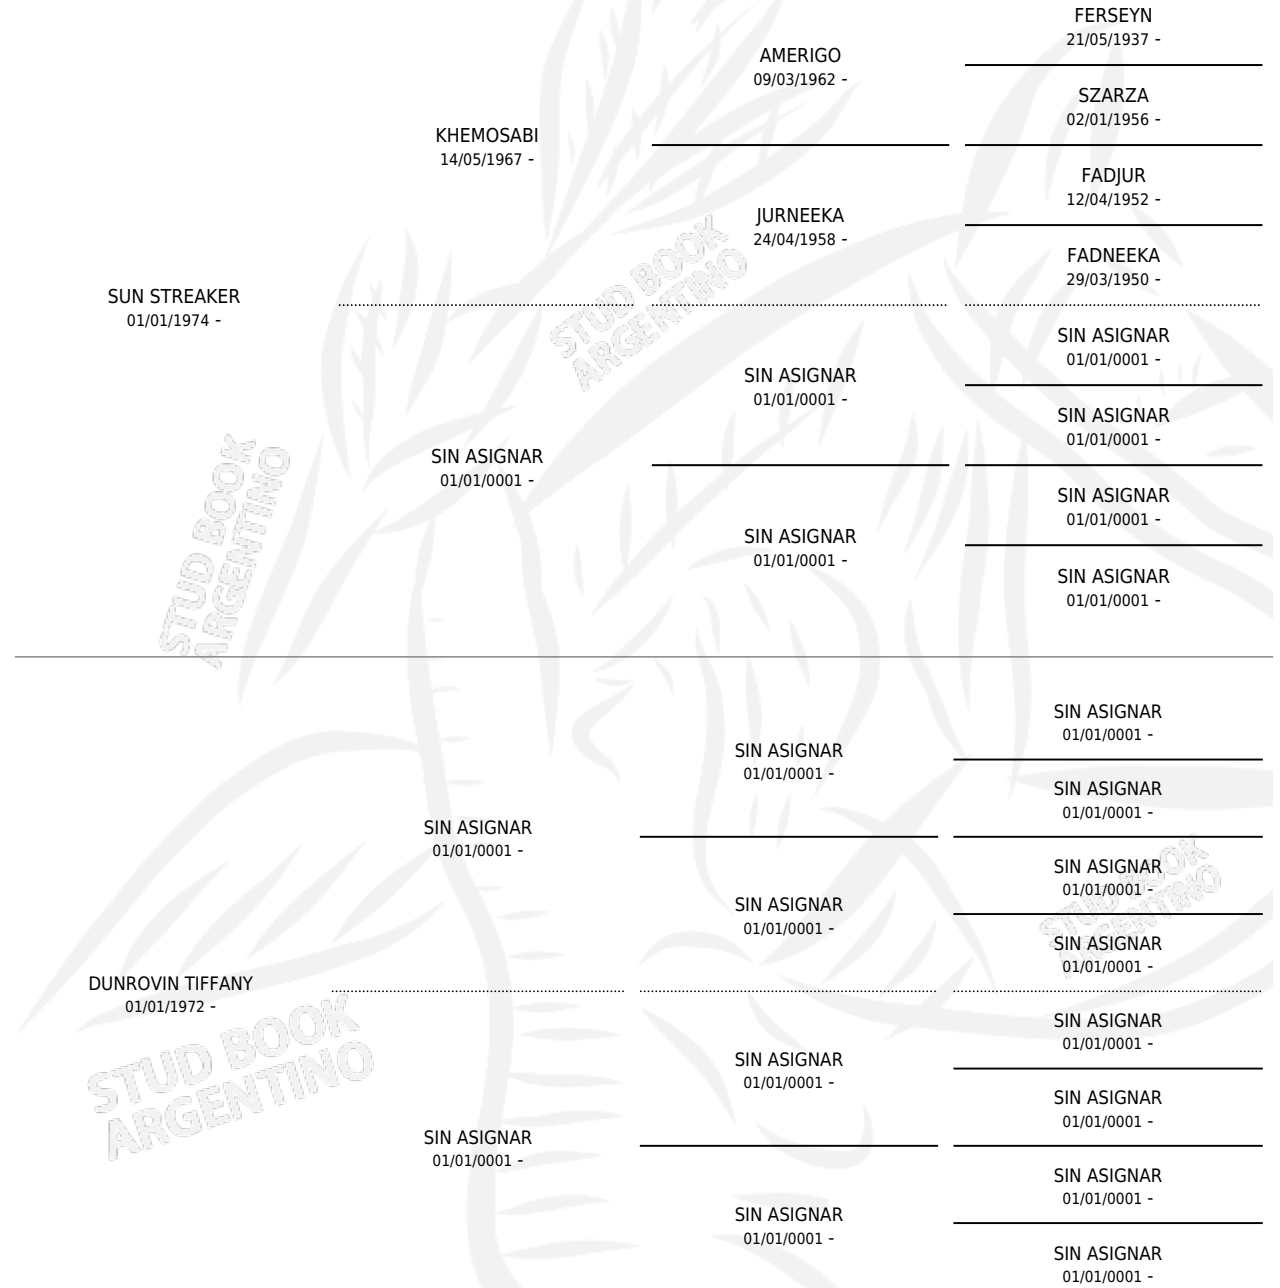 FERSEYN
21/05/1937 -
AMERIGO
09/03/1962 -
SZARZA
02/01/1956 -
KHEMOSABI
14/05/1967 -
FADJUR
12/04/1952 -
JURNEEKA
24/04/1958 -
FADNEEKA
29/03/1950 -
SUN STREAKER
01/01/1974 -
SIN ASIGNAR
01/01/0001 -
SIN ASIGNAR
01/01/0001 -
SIN ASIGNAR
01/01/0001 -
SIN ASIGNAR
01/01/0001 -
SIN ASIGNAR
01/01/0001 -
SIN ASIGNAR
01/01/0001 -
SIN ASIGNAR
01/01/0001 -
STUD BOOK
ARGENTINO
STUD BOOK
ARGENTINO
SIN ASIGNAR
01/01/0001 -
SIN ASIGNAR
01/01/0001 -
SIN ASIGNAR
01/01/0001 -
SIN ASIGNAR
01/01/0001 -
SIN ASIGNAR
01/01/0001 -
SIN ASIGNAR
01/01/0001 -
SIN ASIGNAR
01/01/0001 -
DUNROVIN TIFFANY
01/01/1972 -
SIN ASIGNAR
01/01/0001 -
SIN ASIGNAR
01/01/0001 -
SIN ASIGNAR
01/01/0001 -
SIN ASIGNAR
01/01/0001 -
SIN ASIGNAR
01/01/0001 -
SIN ASIGNAR
01/01/0001 -
SIN ASIGNAR
01/01/0001 -
STUD BOOK
ARGENTINO
STUD BOOK
ARGENTINO